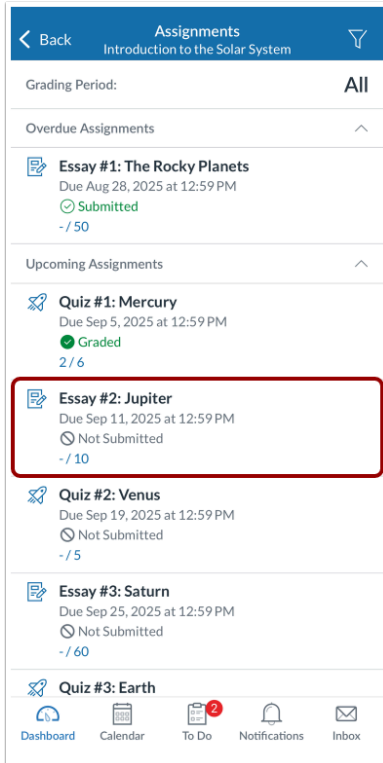 Back
Assignments
Introduction to the Solar System
Grading Period:
All
Overdue Assignments
Essay #1: The Rocky Planets
Due Aug 28, 2025 at 12:59 PM
Submitted
- / 50
Upcoming Assignments
Quiz #1: Mercury
Due Sep 5, 2025 at 12:59 PM
Graded
2 / 6
Essay #2: Jupiter
Due Sep 11, 2025 at 12:59 PM
Not Submitted
- / 10
Quiz #2: Venus
Due Sep 19, 2025 at 12:59 PM
Not Submitted
- / 5
Essay #3: Saturn
Due Sep 25, 2025 at 12:59 PM
Not Submitted
- / 60
Quiz #3: Earth
2
Dashboard
Calendar
To Do
Notifications
Inbox